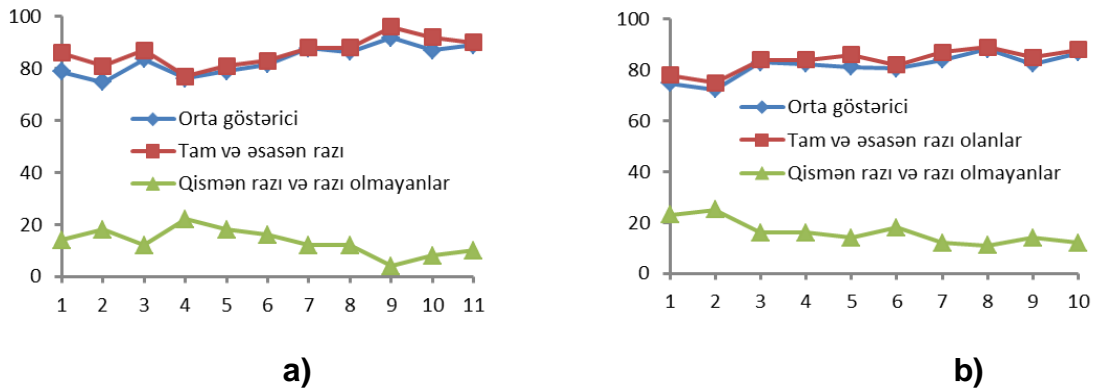 100
80
60
40
20
0
Orta göstərici
Tam və əsasən razı
Qismən razı və razı olmayanlar
1 2 3 4 5 6 7 8 9 10 11
a)
100
80
60
40
20
0
Orta göstərici
Tam və əsasən razı olanlar
Qismən razı və razı olmayanlar
1 2 3 4 5 6 7 8 9 10
b)